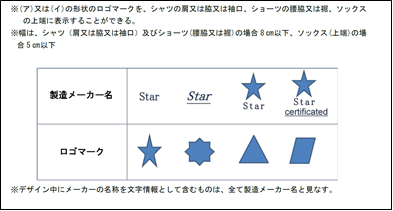 ※(ア)又は(イ)の形状のロゴマークを、シャツの肩又は脇又は袖口、ショーツの腰脇又は裾、ソックス
の上端に表示することができる。
※幅は、シャツ（肩又は脇又は袖口）及びショーツ(腰脇又は裾)の場合8cm以下、ソックス(上端)の場
合5cm以下
製造メーカー名 Star Star Star Star
certificated
ロゴマーク
※デザイン中にメーカーの名称を文字情報として含むものは、全て製造メーカー名と見なす。